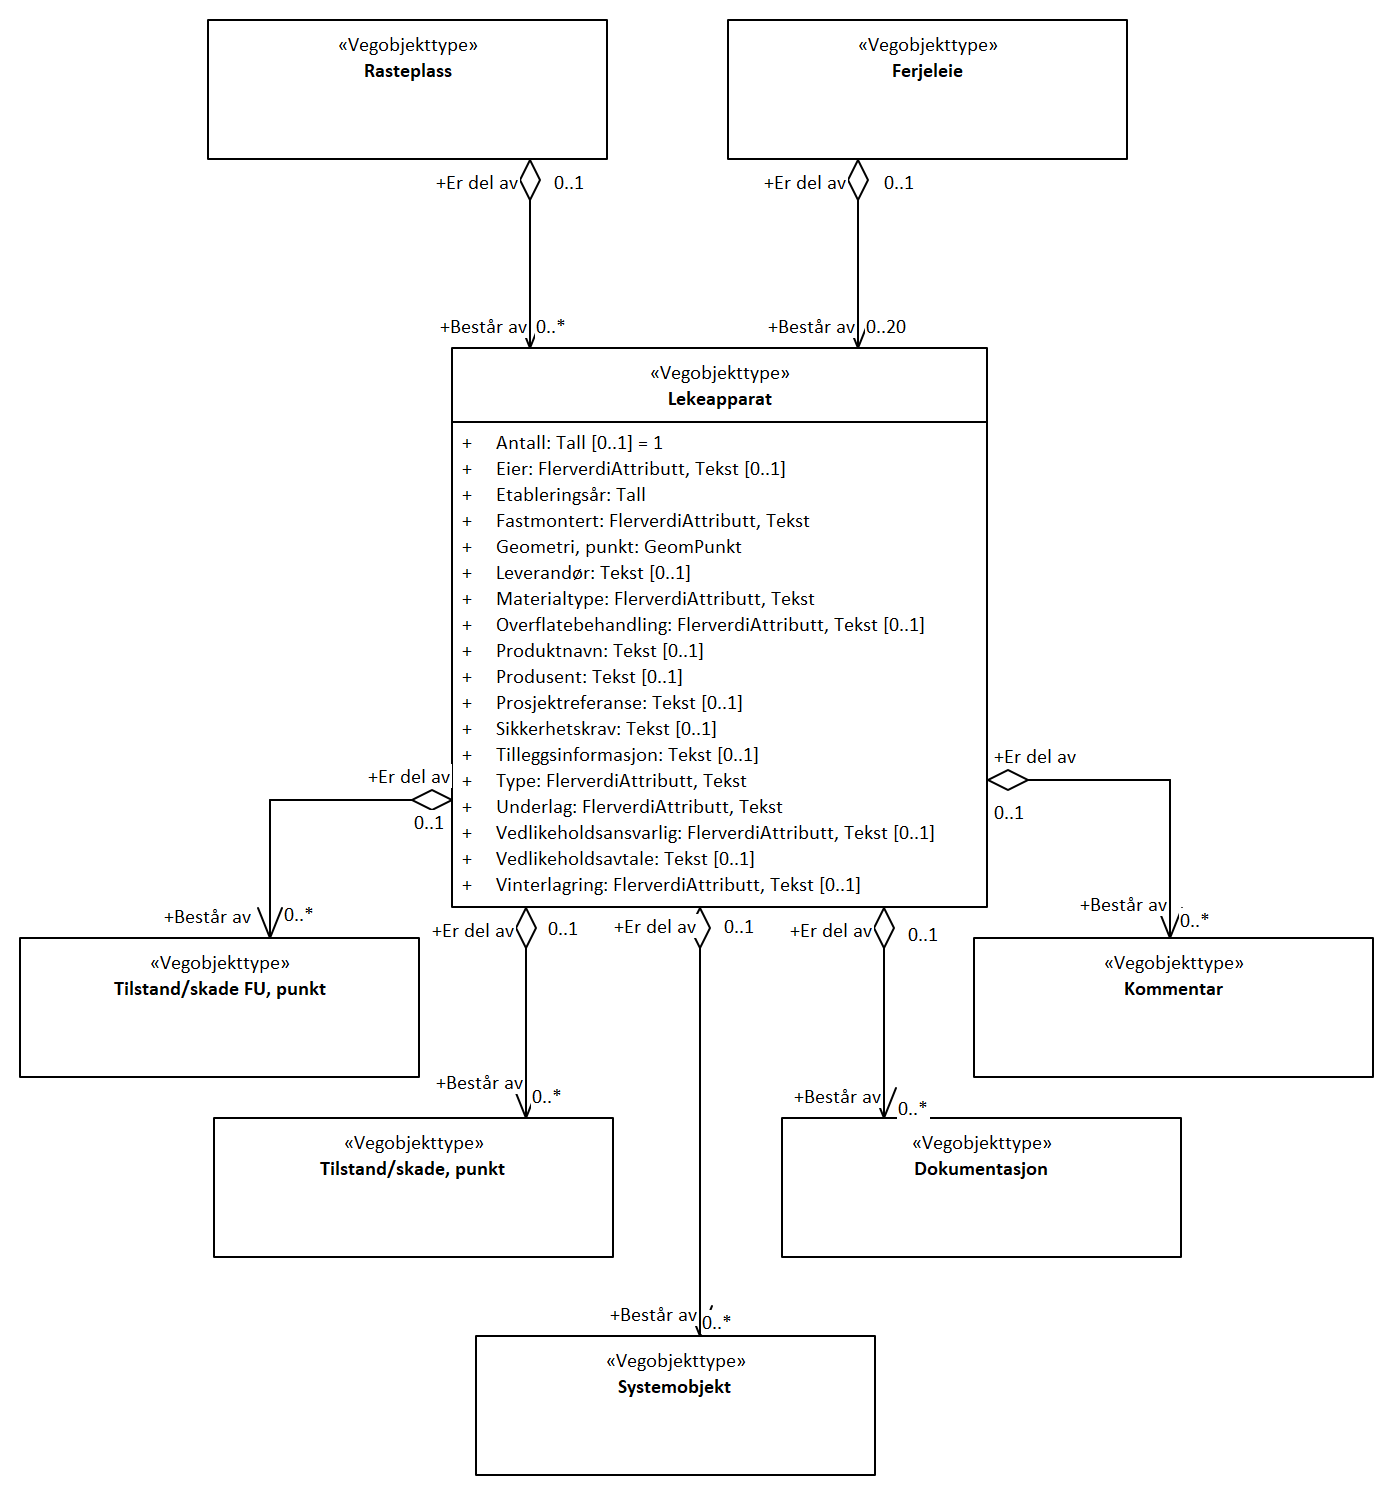 «Vegobjekttype»
Rasteplass
«Vegobjekttype»
Ferjeleie
+Er del av
0..1
+Er del av
0..1
+Består av
0..*
+Består av
0..20
«Vegobjekttype»
Lekeapparat
+ Antall: Tall [0..1] = 1
+ Eier: FlerverdiAttributt, Tekst [0..1]
+ Etableringsår: Tall
+ Fastmontert: FlerverdiAttributt, Tekst
+ Geometri, punkt: GeomPunkt
+ Leverandør: Tekst [0..1]
+ Materialtype: FlerverdiAttributt, Tekst
+ Overflatebehandling: FlerverdiAttributt, Tekst [0..1]
+ Produktnavn: Tekst [0..1]
+ Produsent: Tekst [0..1]
+ Prosjektreferanse: Tekst [0..1]
+ Sikkerhetskrav: Tekst [0..1]
+ Tilleggsinformasjon: Tekst [0..1]
+ Type: FlerverdiAttributt, Tekst
+ Underlag: FlerverdiAttributt, Tekst
+ Vedlikeholdsansvarlig: FlerverdiAttributt, Tekst [0..1]
+ Vedlikeholdsavtale: Tekst [0..1]
+ Vinterlagring: FlerverdiAttributt, Tekst [0..1]
+Er del av
0..1
+Består av
0..*
+Er del av
0..1
+Består av
0..*
+Er del av
0..1
+Er del av
0..1
+Er del av
0..1
«Vegobjekttype»
Tilstand/skade FU, punkt
«Vegobjekttype»
Kommentar
+Består av
0..*
+Består av
0..*
«Vegobjekttype»
Tilstand/skade, punkt
«Vegobjekttype»
Dokumentasjon
+Består av
0..*
«Vegobjekttype»
Systemobjekt